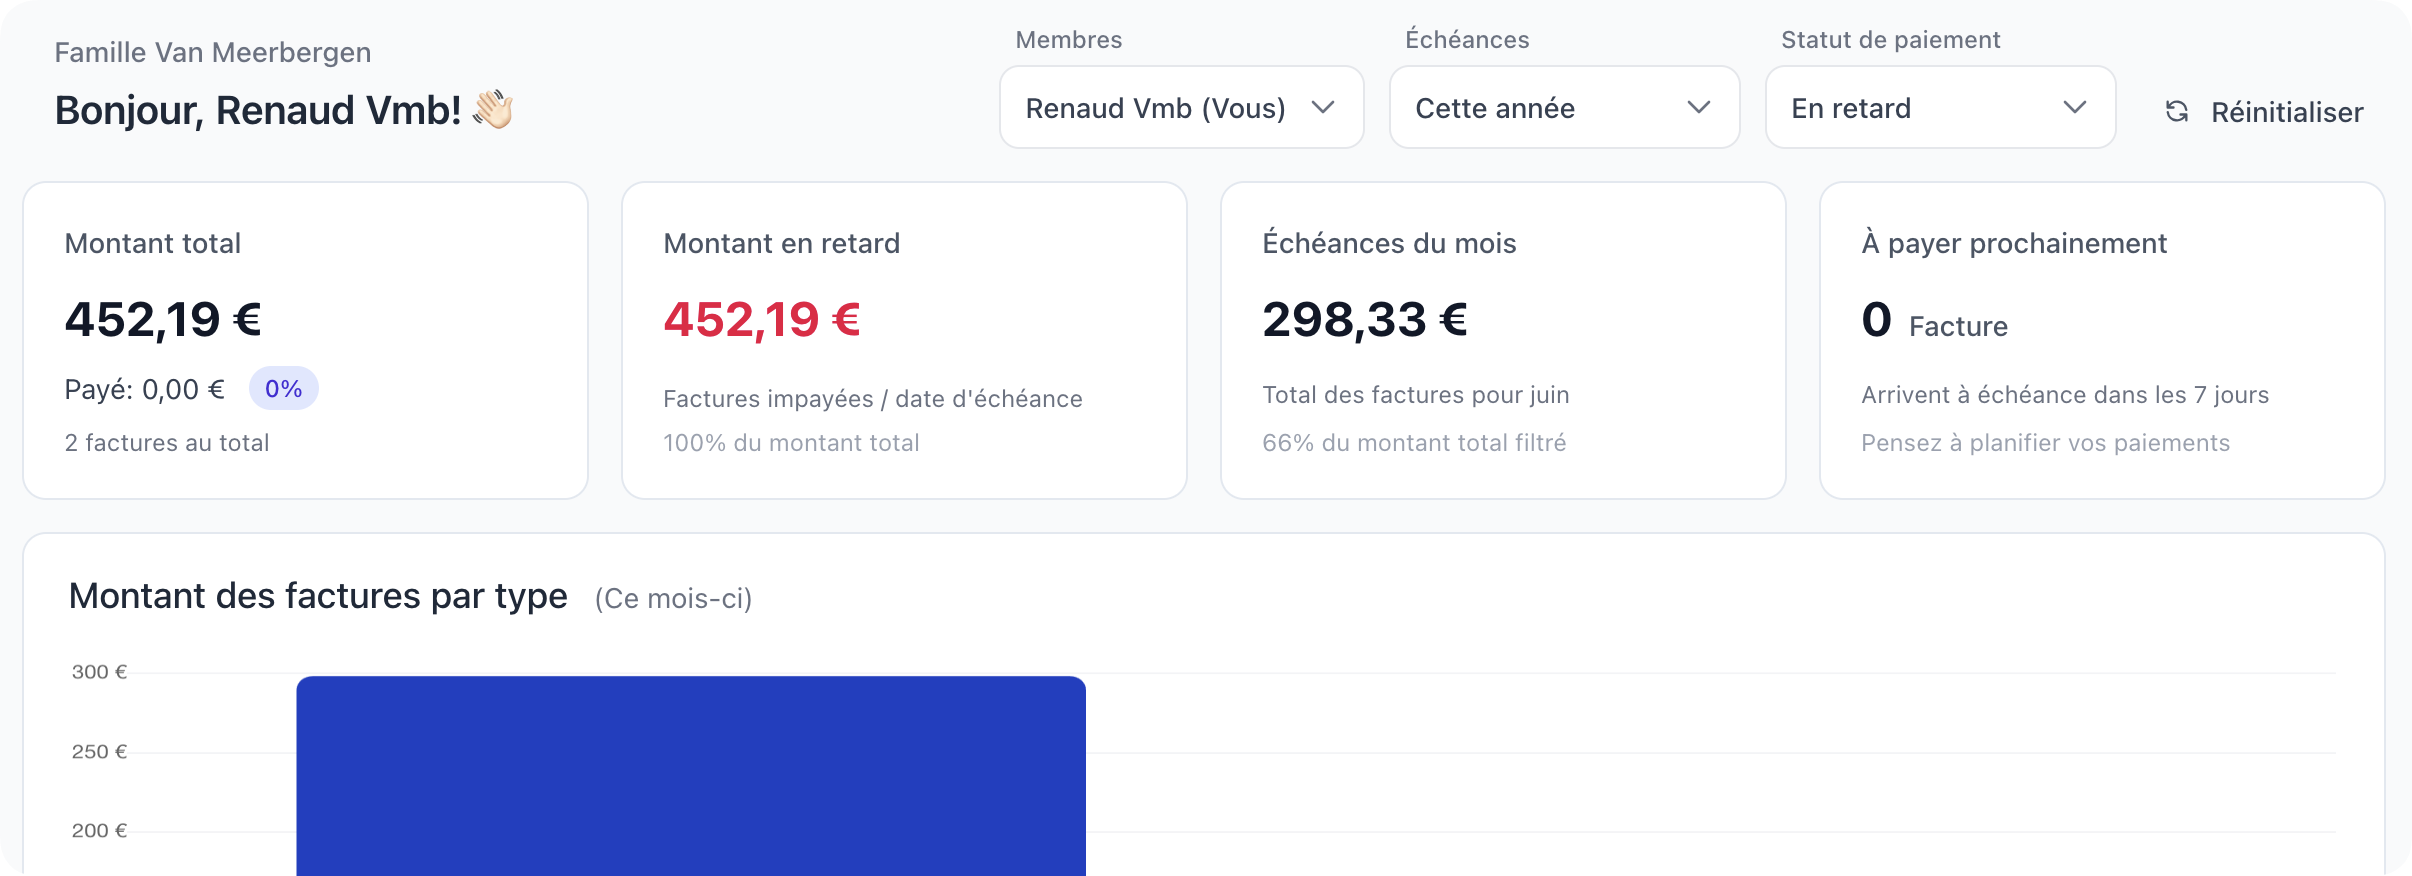 Famille Van Meerbergen
Bonjour, Renaud Vmb! 👋🏻
Membres
Renaud Vmb (Vous)
Échéances
Cette année
Statut de paiement
En retard
Réinitialiser
Montant total
452,19 €
Payé: 0,00 € 0%
2 factures au total
Montant en retard
452,19 €
Factures impayées / date d'échéance
100% du montant total
Échéances du mois
298,33 €
Total des factures pour juin
66% du montant total filtré
À payer prochainement
0 Facture
Arrivent à échéance dans les 7 jours
Pensez à planifier vos paiements
Montant des factures par type (Ce mois-ci)
300 €
250 €
200 €